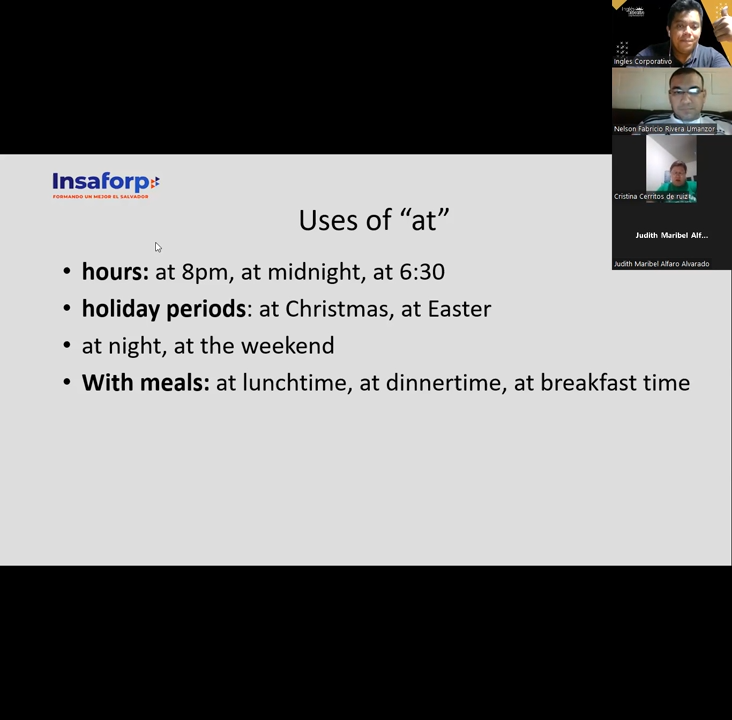 Ingles Corporativo
Nelson Fabricio Rivera Umanzor
Cristina Cerritos de ruiz
Judith Maribel Alf...
Judith Maribel Alfaro Alvarado
Insaforp
FORMANDO UN MEJOR EL SALVADOR
Uses of “at”
• hours: at 8pm, at midnight, at 6:30
• holiday periods: at Christmas, at Easter
• at night, at the weekend
• With meals: at lunchtime, at dinnertime, at breakfast time